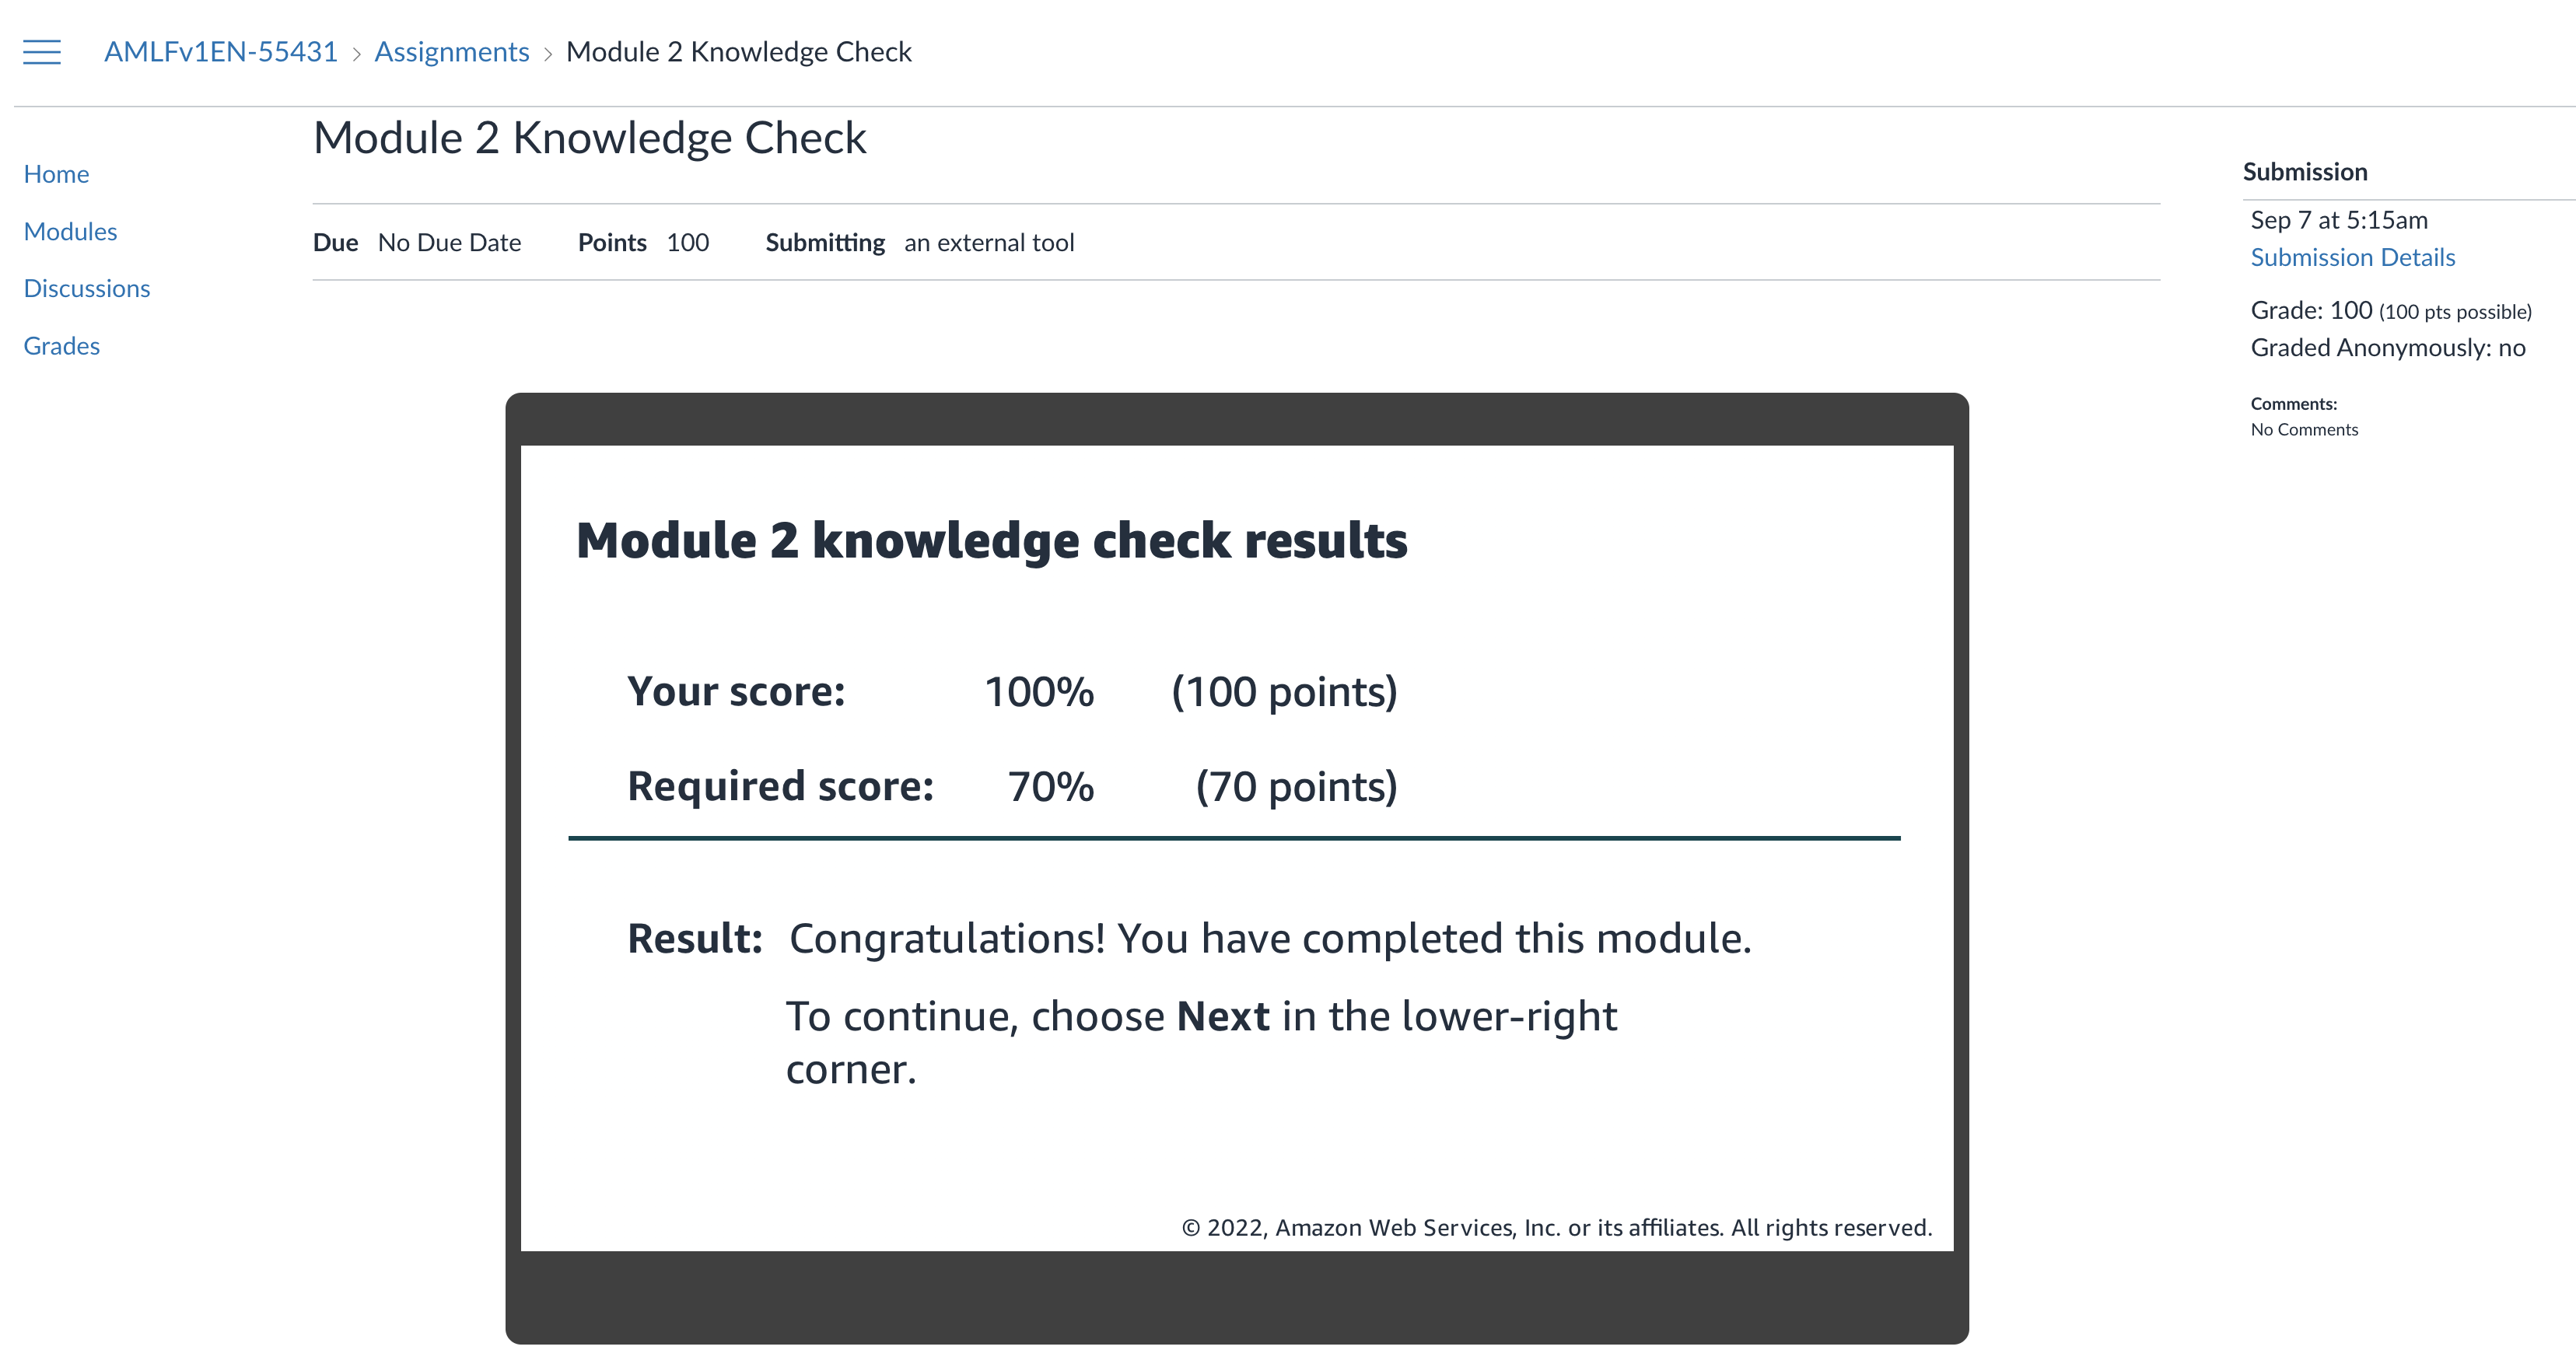 AMLFv1EN-55431 > Assignments > Module 2 Knowledge Check
Home
Modules
Discussions
Grades
Module 2 Knowledge Check
Due No Due Date Points 100 Submitting an external tool
Module 2 knowledge check results
Your score: 100% (100 points)
Required score: 70% (70 points)
Result: Congratulations! You have completed this module.
To continue, choose Next in the lower-right
corner.
© 2022, Amazon Web Services, Inc. or its affiliates. All rights reserved.
Submission
Sep 7 at 5:15am
Submission Details
Grade: 100 (100 pts possible)
Graded Anonymously: no
Comments:
No Comments